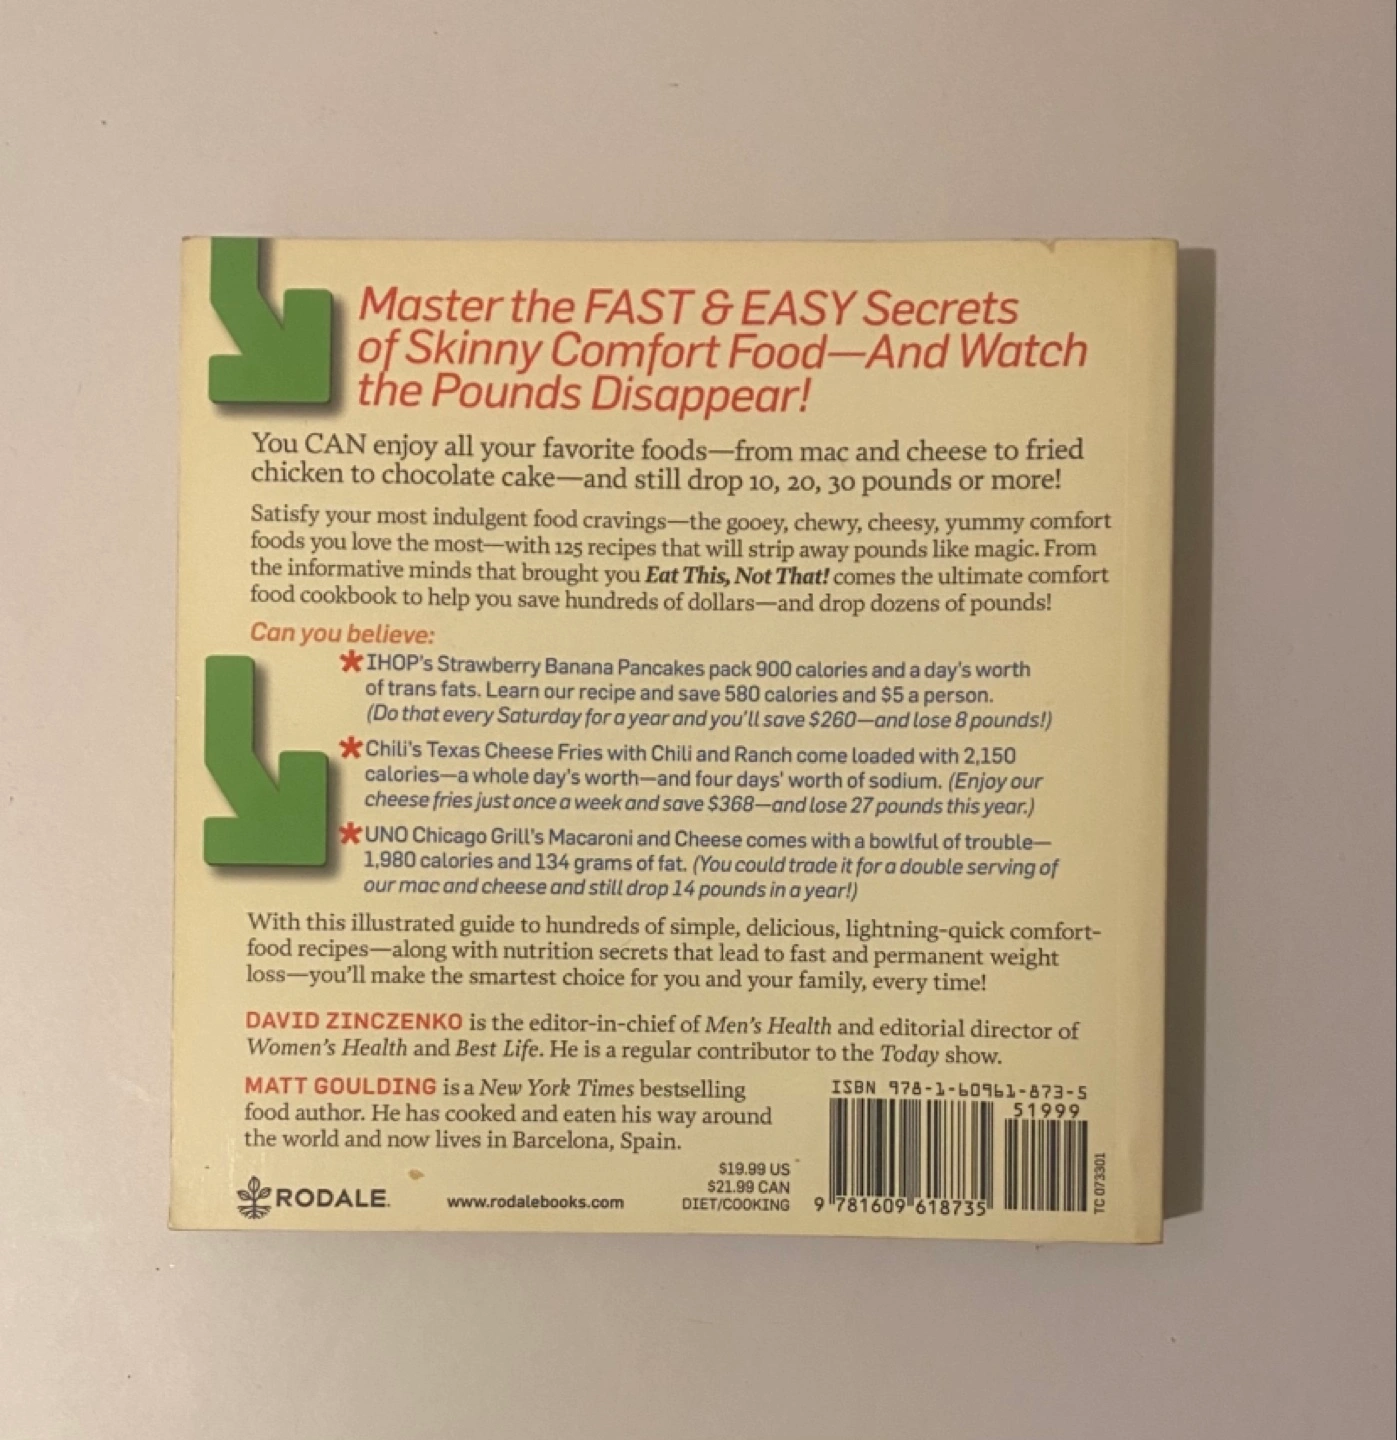 Master the FAST & EASY Secrets
of Skinny Comfort Food—And Watch
the Pounds Disappear!
You CAN enjoy all your favorite foods—from mac and cheese to fried
chicken to chocolate cake—and still drop 10, 20, 30 pounds or more!
Satisfy your most indulgent food cravings—the gooey, chewy, cheesy, yummy comfort
foods you love the most—with 125 recipes that will strip away pounds like magic. From
the informative minds that brought you Eat This, Not That! comes the ultimate comfort
food cookbook to help you save hundreds of dollars—and drop dozens of pounds!
Can you believe:
* IHOP's Strawberry Banana Pancakes pack 900 calories and a day's worth
of trans fats. Learn our recipe and save 580 calories and $5 a person.
(Do that every Saturday for a year and you'll save $260—and lose 8 pounds!)
* Chili's Texas Cheese Fries with Chili and Ranch come loaded with 2,150
calories—a whole day's worth—and four days' worth of sodium. (Enjoy our
cheese fries just once a week and save $368—and lose 27 pounds this year.)
* UNO Chicago Grill's Macaroni and Cheese comes with a bowlful of trouble—
1,980 calories and 134 grams of fat. (You could trade it for a double serving of
our mac and cheese and still drop 14 pounds in a year!)
With this illustrated guide to hundreds of simple, delicious, lightning-quick comfort-
food recipes—along with nutrition secrets that lead to fast and permanent weight
loss—you'll make the smartest choice for you and your family, every time!
DAVID ZINCZENKO is the editor-in-chief of Men's Health and editorial director of
Women's Health and Best Life. He is a regular contributor to the Today show.
MATT GOULDING is a New York Times bestselling
food author. He has cooked and eaten his way around
the world and now lives in Barcelona, Spain.
RODALE.
www.rodalebooks.com
$19.99 US
$21.99 CAN
DIET/COOKING
ISBN 978-1-60961-873-5
51999
9 781609 618735
TC 073301